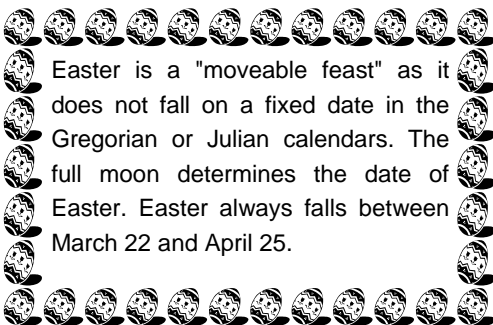 Easter is a "moveable feast" as it
does not fall on a fixed date in the
Gregorian or Julian calendars. The
full moon determines the date of
Easter. Easter always falls between
March 22 and April 25.